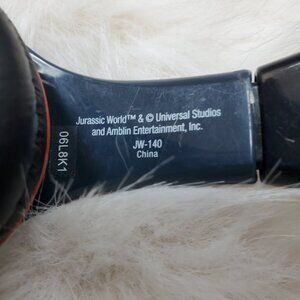 Jurassic World™ & © Universal Studios
and Amblin Entertainment, Inc.
JW-140
China
06L8K1